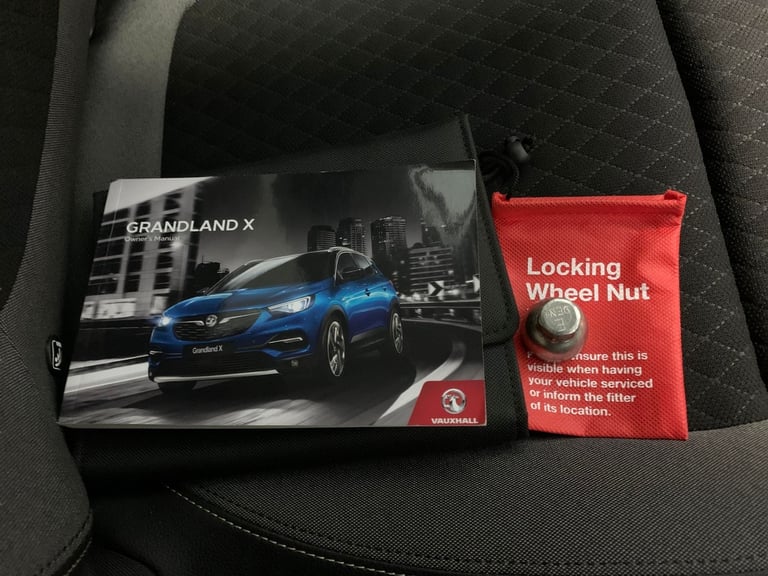 GRANDLAND X
Owner's Manual
Grandland X
VAUXHALL
Locking
Wheel Nut
ensure this is
visible when having
your vehicle serviced
or inform the fitter
of its location.